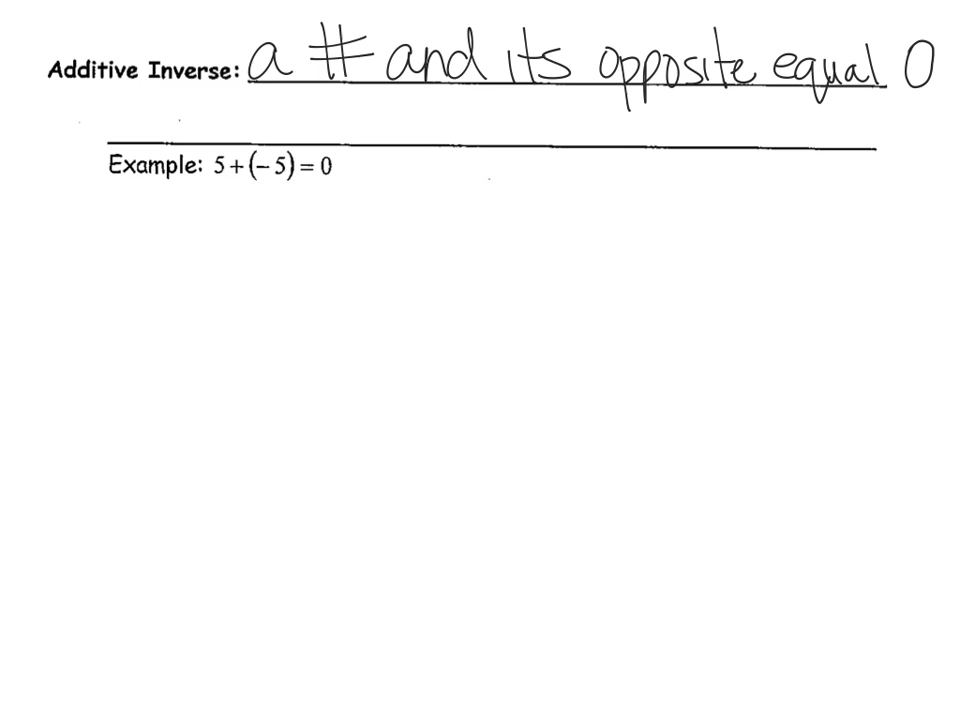 Additive Inverse: a # and its opposite equal 0
Example: 5+(−5)=0